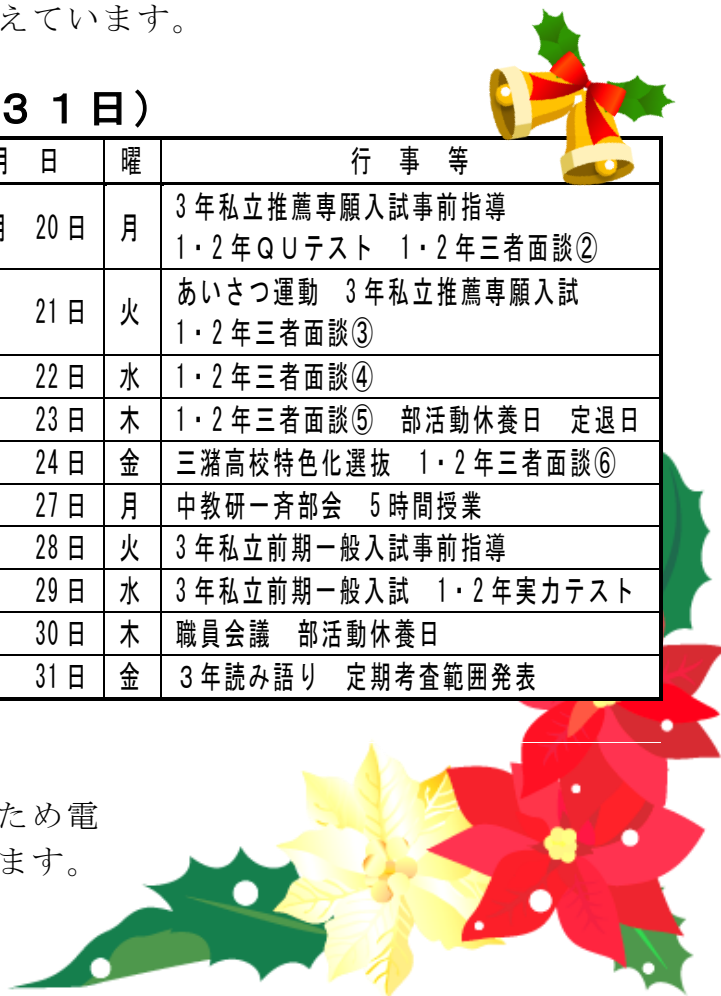 えています。
３１日）
月 日 曜 行 事 等
月 20日 月 3年私立推薦専願入試事前指導
1・2年ＱＵテスト 1・2年三者面談②
21日 火 あいさつ運動 3年私立推薦専願入試
1・2年三者面談③
22日 水 1・2年三者面談④
23日 木 1・2年三者面談⑤ 部活動休養日 定退日
24日 金 三潴高校特色化選抜 1・2年三者面談⑥
27日 月 中教研一斉部会 5時間授業
28日 火 3年私立前期一般入試事前指導
29日 水 3年私立前期一般入試 1・2年実力テスト
30日 木 職員会議 部活動休養日
31日 金 ３年読み語り 定期考査範囲発表
ため電
ます。